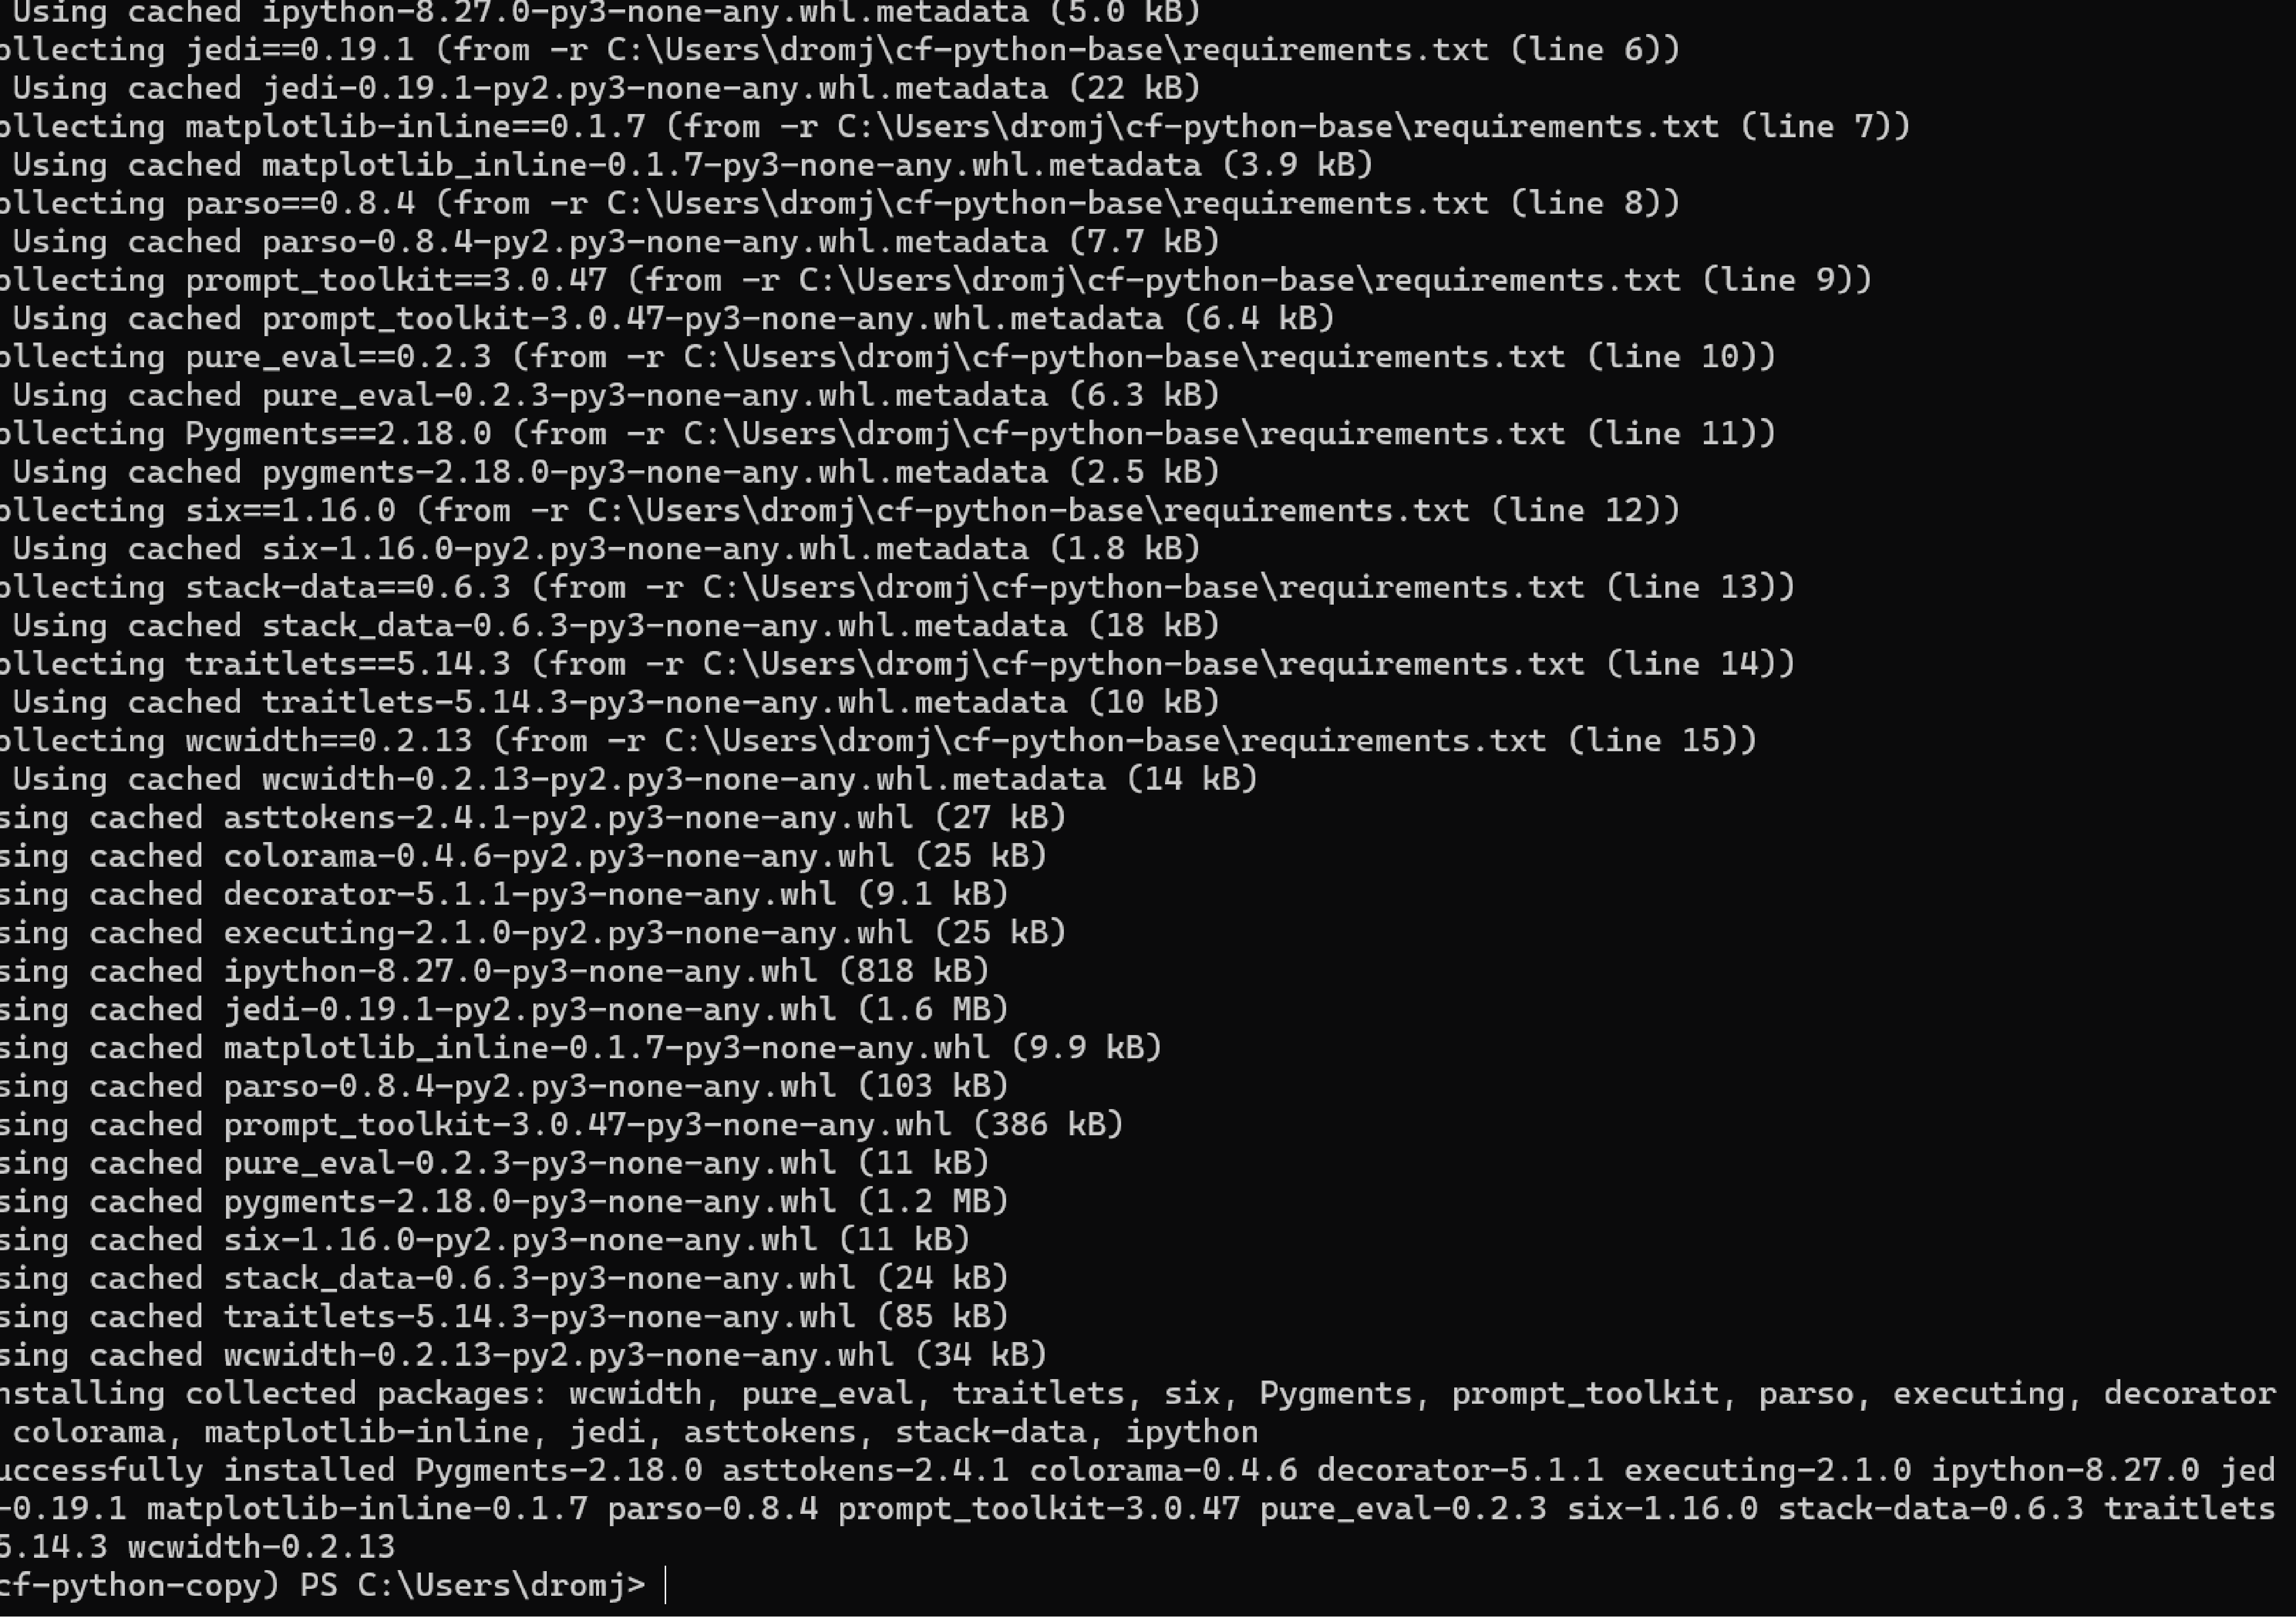 Using cached ipython-8.27.0-py3-none-any.whl.metadata (5.0 kB)
ollecting jedi==0.19.1 (from -r C:\Users\dromj\cf-python-base\requirements.txt (line 6))
Using cached jedi-0.19.1-py2.py3-none-any.whl.metadata (22 kB)
ollecting matplotlib-inline==0.1.7 (from -r C:\Users\dromj\cf-python-base\requirements.txt (line 7))
Using cached matplotlib_inline-0.1.7-py3-none-any.whl.metadata (3.9 kB)
ollecting parso==0.8.4 (from -r C:\Users\dromj\cf-python-base\requirements.txt (line 8))
Using cached parso-0.8.4-py2.py3-none-any.whl.metadata (7.7 kB)
ollecting prompt_toolkit==3.0.47 (from -r C:\Users\dromj\cf-python-base\requirements.txt (line 9))
Using cached prompt_toolkit-3.0.47-py3-none-any.whl.metadata (6.4 kB)
ollecting pure_eval==0.2.3 (from -r C:\Users\dromj\cf-python-base\requirements.txt (line 10))
Using cached pure_eval-0.2.3-py3-none-any.whl.metadata (6.3 kB)
ollecting Pygments==2.18.0 (from -r C:\Users\dromj\cf-python-base\requirements.txt (line 11))
Using cached pygments-2.18.0-py3-none-any.whl.metadata (2.5 kB)
ollecting six==1.16.0 (from -r C:\Users\dromj\cf-python-base\requirements.txt (line 12))
Using cached six-1.16.0-py2.py3-none-any.whl.metadata (1.8 kB)
ollecting stack-data==0.6.3 (from -r C:\Users\dromj\cf-python-base\requirements.txt (line 13))
Using cached stack_data-0.6.3-py3-none-any.whl.metadata (18 kB)
ollecting traitlets==5.14.3 (from -r C:\Users\dromj\cf-python-base\requirements.txt (line 14))
Using cached traitlets-5.14.3-py3-none-any.whl.metadata (10 kB)
ollecting wcwidth==0.2.13 (from -r C:\Users\dromj\cf-python-base\requirements.txt (line 15))
Using cached wcwidth-0.2.13-py2.py3-none-any.whl.metadata (14 kB)
sing cached asttokens-2.4.1-py2.py3-none-any.whl (27 kB)
sing cached colorama-0.4.6-py2.py3-none-any.whl (25 kB)
sing cached decorator-5.1.1-py3-none-any.whl (9.1 kB)
sing cached executing-2.1.0-py2.py3-none-any.whl (25 kB)
sing cached ipython-8.27.0-py3-none-any.whl (818 kB)
sing cached jedi-0.19.1-py2.py3-none-any.whl (1.6 MB)
sing cached matplotlib_inline-0.1.7-py3-none-any.whl (9.9 kB)
sing cached parso-0.8.4-py2.py3-none-any.whl (103 kB)
sing cached prompt_toolkit-3.0.47-py3-none-any.whl (386 kB)
sing cached pure_eval-0.2.3-py3-none-any.whl (11 kB)
sing cached pygments-2.18.0-py3-none-any.whl (1.2 MB)
sing cached six-1.16.0-py2.py3-none-any.whl (11 kB)
sing cached stack_data-0.6.3-py3-none-any.whl (24 kB)
sing cached traitlets-5.14.3-py3-none-any.whl (85 kB)
sing cached wcwidth-0.2.13-py2.py3-none-any.whl (34 kB)
nstalling collected packages: wcwidth, pure_eval, traitlets, six, Pygments, prompt_toolkit, parso, executing, decorator
colorama, matplotlib-inline, jedi, asttokens, stack-data, ipython
uccessfully installed Pygments-2.18.0 asttokens-2.4.1 colorama-0.4.6 decorator-5.1.1 executing-2.1.0 ipython-8.27.0 jed
-0.19.1 matplotlib-inline-0.1.7 parso-0.8.4 prompt_toolkit-3.0.47 pure_eval-0.2.3 six-1.16.0 stack-data-0.6.3 traitlets
5.14.3 wcwidth-0.2.13
cf-python-copy) PS C:\Users\dromj>